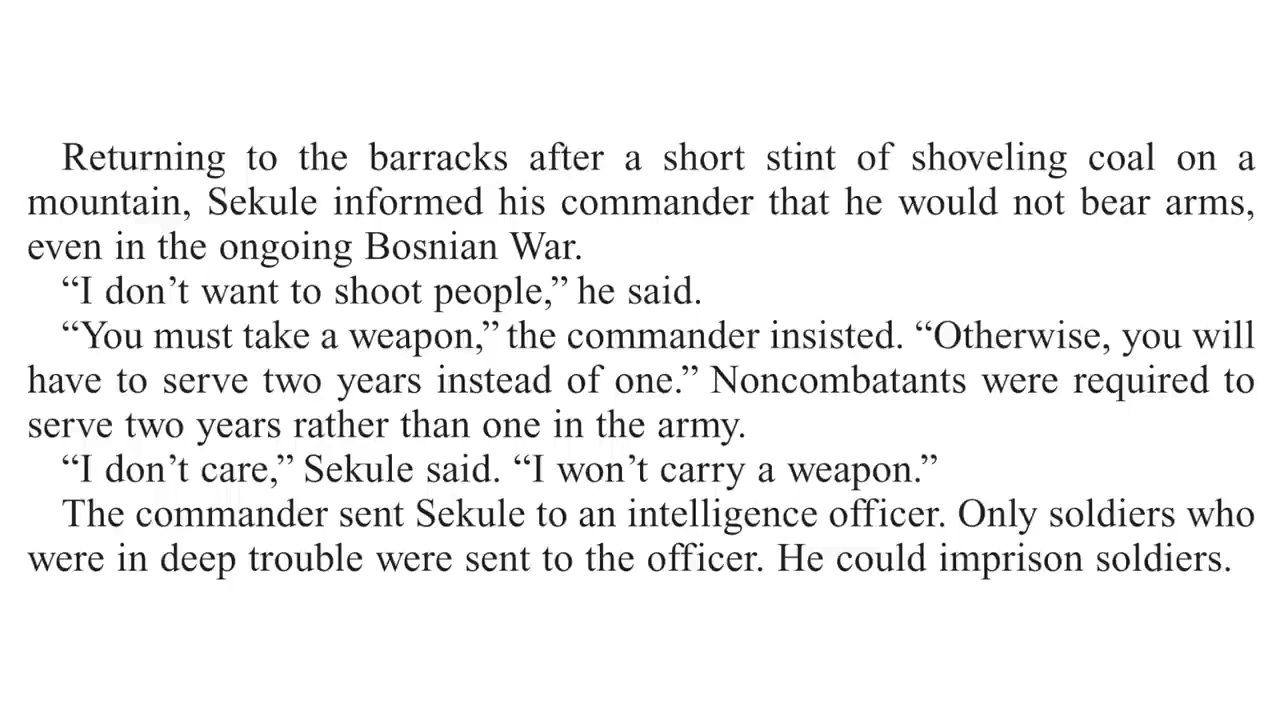 Returning to the barracks after a short stint of shoveling coal on a
mountain, Sekule informed his commander that he would not bear arms,
even in the ongoing Bosnian War.
“I don’t want to shoot people,” he said.
“You must take a weapon,” the commander insisted. “Otherwise, you will
have to serve two years instead of one.” Noncombatants were required to
serve two years rather than one in the army.
“I don’t care,” Sekule said. “I won’t carry a weapon.”
The commander sent Sekule to an intelligence officer. Only soldiers who
were in deep trouble were sent to the officer. He could imprison soldiers.